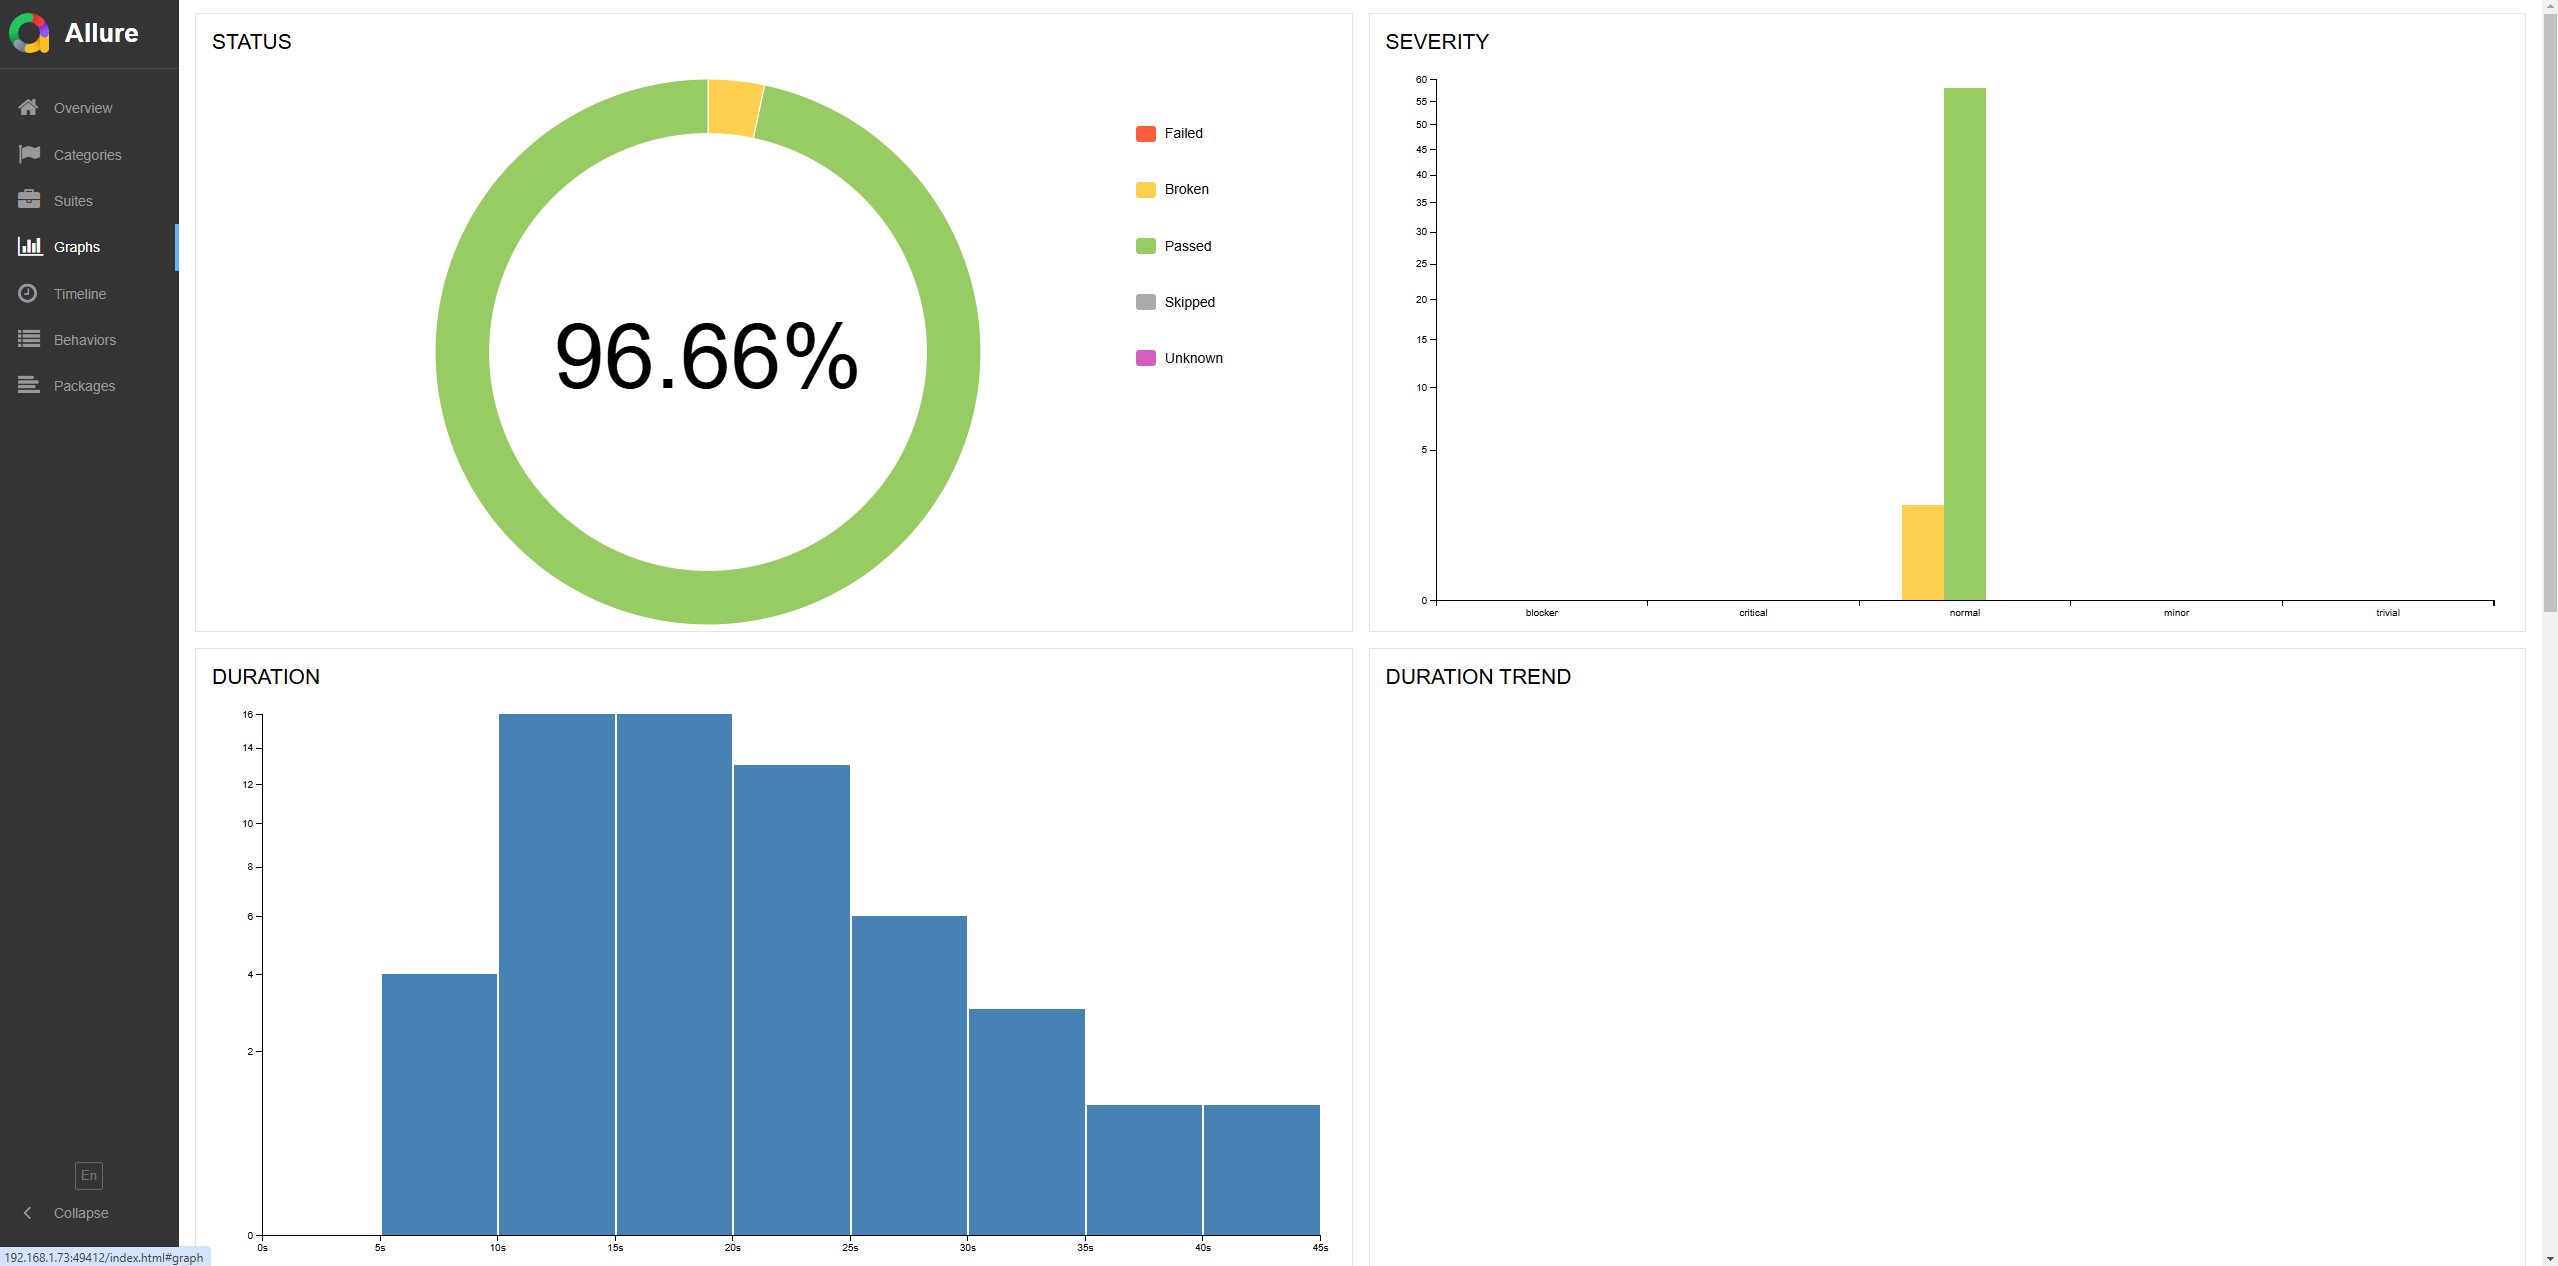 Allure
Overview
Categories
Suites
Graphs
Timeline
Behaviors
Packages
En
Collapse
192.168.1.73:49412/index.html#graph
STATUS
96.66%
Failed
Broken
Passed
Skipped
Unknown
SEVERITY
60
55
50
45
40
35
30
25
20
15
10
5
0
blocker critical normal minor trivial
DURATION
16
14
12
10
8
6
4
2
0
0s 5s 10s 15s 20s 25s 30s 35s 40s 45s
DURATION TREND